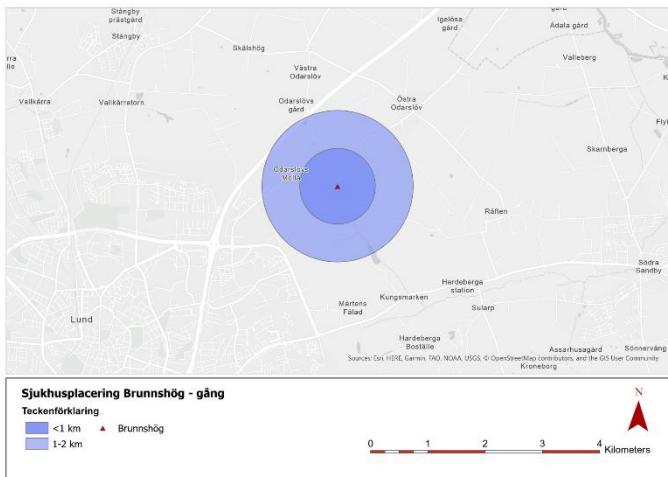 Stångby
prästgård
Stångby
Skälshög
Igelösa
gård
gård
Ådala gård
Valleberg
Västra
Odarslöv
Vallkärra
Vallkärratorn
Odarslövs
gård
Östra
Odarslöv
Skarnberga
Odarslövs
Mölla
Räften
Södra
Sandby
Hardeberga
station
Kungsmarken
Mårtens
Fälad
Sularp
Lund
Hardeberga
Boställe
Assarhusagård
Sönnervång
Sources: Esri, HERE, Garmin, FAO, NOAA, USGS, © OpenStreetMap contributors, and the GIS User Community
Kroneborg
Sjukhusplacering Brunnshög - gång
Teckenförklaring
<1 km
Brunnshög
1-2 km
N
0 1 2 3 4
Kilometers